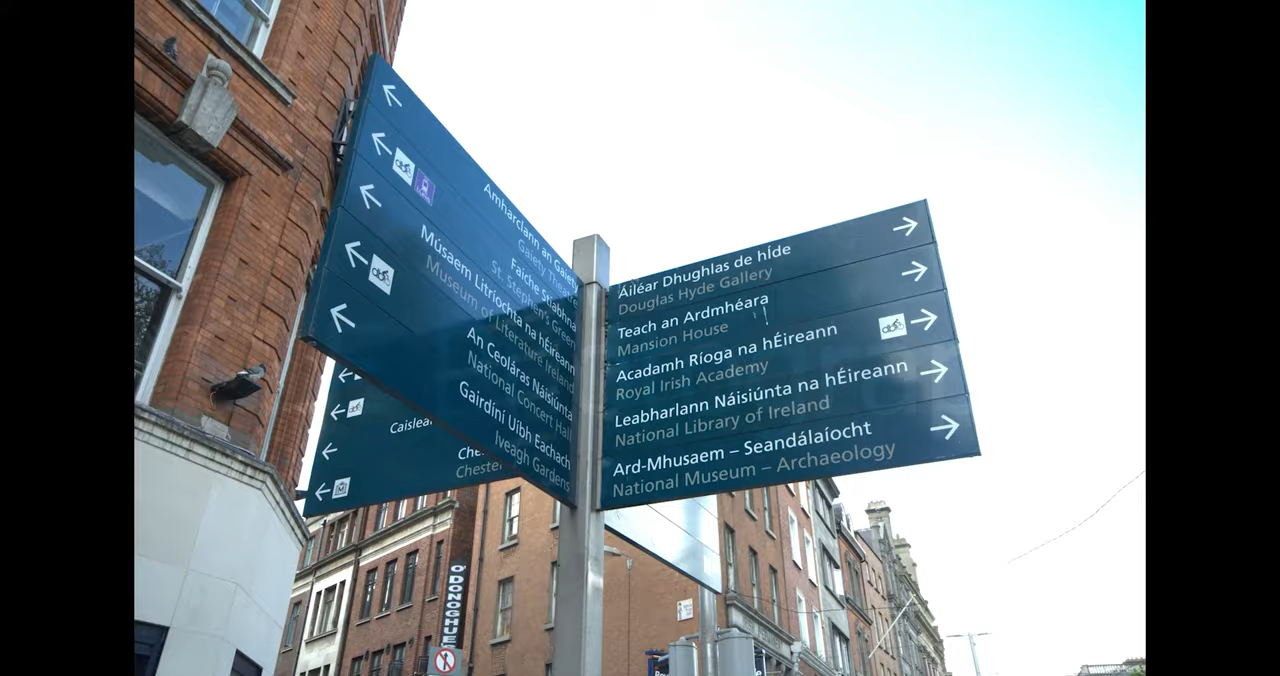 Amharclann an Gaiety
Gaiety Theatre
Faiche Stiabhna
St. Stephen's Green
Músaem Litríochta na hÉireann
Museum of Literature Ireland
An Ceoláras Náisiúnta
National Concert Hall
Gairdíní Uíbh Eachach
Iveagh Gardens
Áiléar Dhughlas de hÍde
Douglas Hyde Gallery
Teach an Ardmhéara
Mansion House
Acadamh Ríoga na hÉireann
Royal Irish Academy
Leabharlann Náisiúnta na hÉireann
National Library of Ireland
Ard-Mhusaem – Seandálaíocht
National Museum – Archaeology
O'DONOGHUE